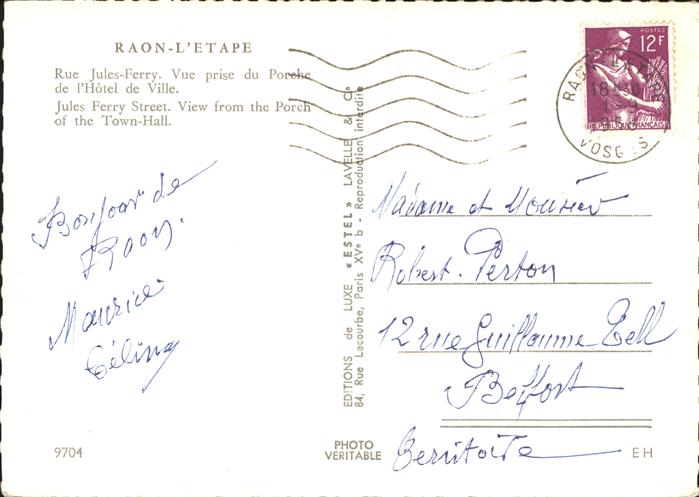 RAON-L'ETAPE
Rue Jules-Ferry. Vue prise du Porche
de l'Hôtel de Ville.
Jules Ferry Street. View from the Porch
of the Town-Hall.
POSTES
12F
REPUBLIQUE FRANÇAISE
18H
VOSGES
Bonjour de
Raon.
Maurice
Céline
EDITIONS de LUXE «ESTEL» LAVELLE & Cie
84, Rue Lacourbe, Paris XVe - Reproduction interdite
Madame et Monsieur
Robert Perton
12 rue Guillaume Tell
Belfort
Territoire
9704
PHOTO
VERITABLE
EH